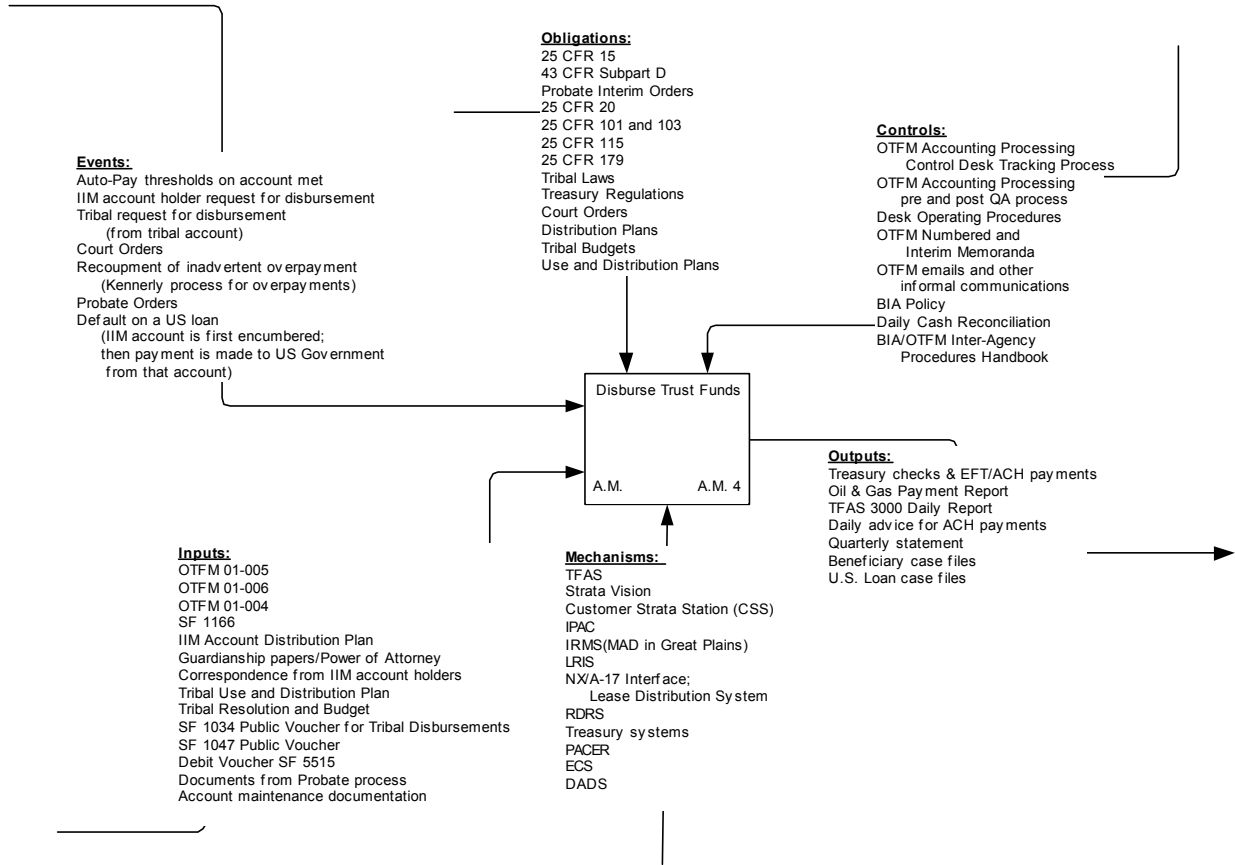 Obligations:
25 CFR 15
43 CFR Subpart D
Probate Interim Orders
25 CFR 20
25 CFR 101 and 103
25 CFR 115
25 CFR 179
Tribal Laws
Treasury Regulations
Court Orders
Distribution Plans
Tribal Budgets
Use and Distribution Plans
Controls:
OTFM Accounting Processing
Control Desk Tracking Process
OTFM Accounting Processing
pre and post QA process
Desk Operating Procedures
OTFM Numbered and
Interim Memoranda
OTFM emails and other
informal communications
BIA Policy
Daily Cash Reconciliation
BIA/OTFM Inter-Agency
Procedures Handbook
Events:
Auto-Pay thresholds on account met
IIM account holder request for disbursement
Tribal request for disbursement
(from tribal account)
Court Orders
Recoupment of inadvertent overpayment
(Kennerly process for overpayments)
Probate Orders
Default on a US loan
(IIM account is first encumbered;
then payment is made to US Government
from that account)
Disburse Trust Funds
A.M. A.M. 4
Outputs:
Treasury checks & EFT/ACH payments
Oil & Gas Payment Report
TFAS 3000 Daily Report
Daily advice for ACH payments
Quarterly statement
Beneficiary case files
U.S. Loan case files
Inputs:
OTFM 01-005
OTFM 01-006
OTFM 01-004
SF 1166
IIM Account Distribution Plan
Guardianship papers/Power of Attorney
Correspondence from IIM account holders
Tribal Use and Distribution Plan
Tribal Resolution and Budget
SF 1034 Public Voucher for Tribal Disbursements
SF 1047 Public Voucher
Debit Voucher SF 5515
Documents from Probate process
Account maintenance documentation
Mechanisms:
TFAS
Strata Vision
Customer Strata Station (CSS)
IPAC
IRMS(MAD in Great Plains)
LRIS
NX/A-17 Interface;
Lease Distribution System
RDRS
Treasury systems
PACER
ECS
DADS